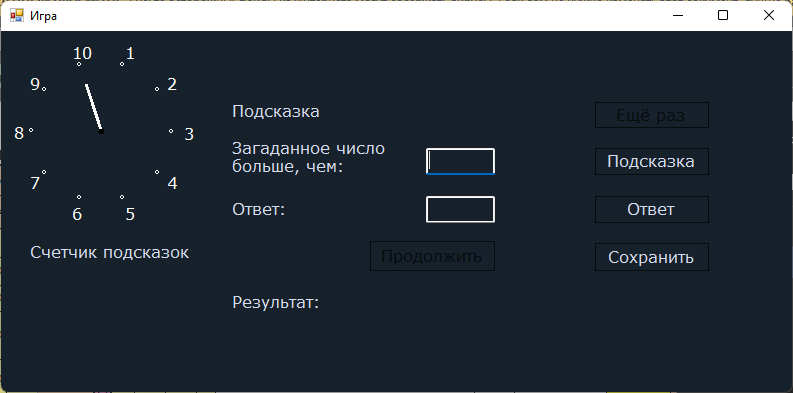 Игра
10
1
9
2
8
3
7
4
6
5
Счетчик подсказок
Подсказка
Загаданное число
больше, чем:
Ответ:
Продолжить
Результат:
Ещё раз
Подсказка
Ответ
Сохранить